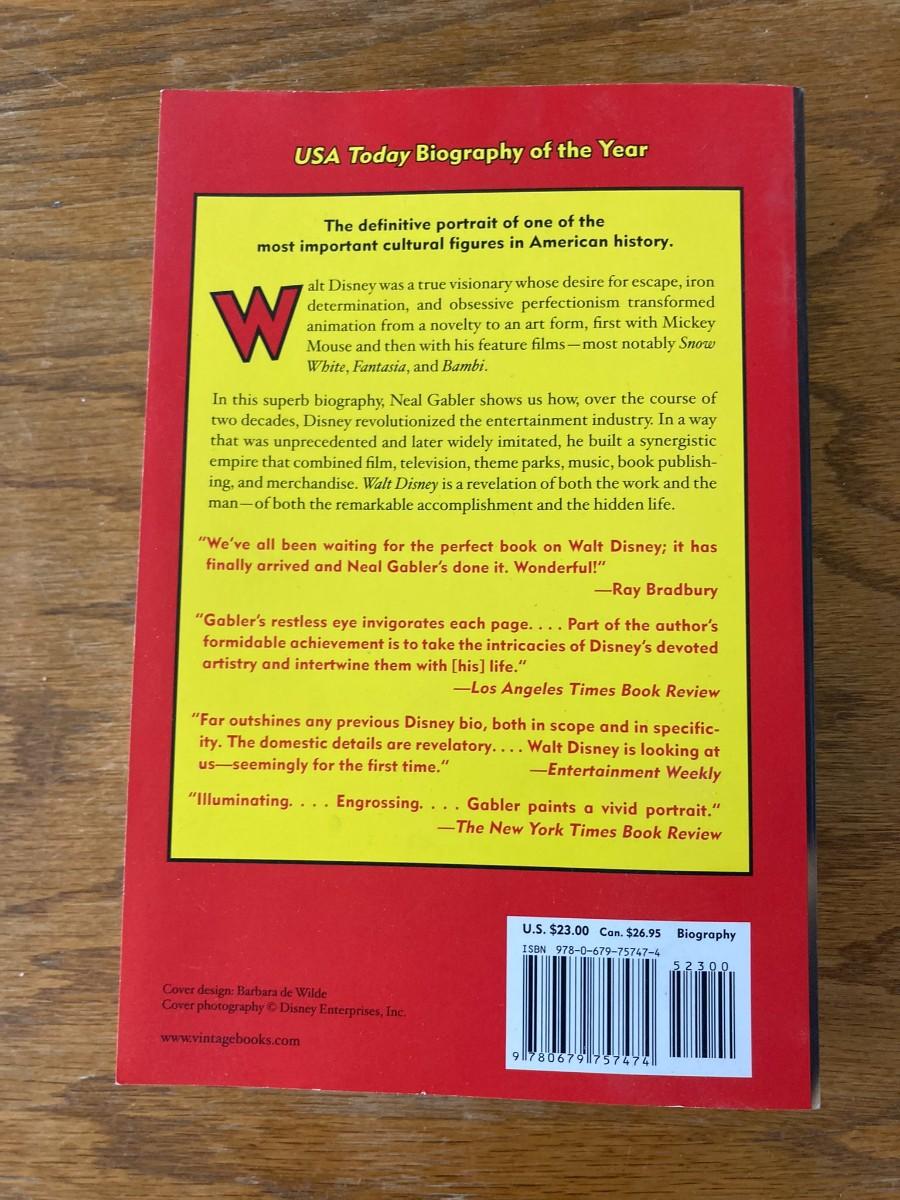 USA Today Biography of the Year
The definitive portrait of one of the
most important cultural figures in American history.
Walt Disney was a true visionary whose desire for escape, iron
determination, and obsessive perfectionism transformed
animation from a novelty to an art form, first with Mickey
Mouse and then with his feature films—most notably Snow
White, Fantasia, and Bambi.
In this superb biography, Neal Gabler shows us how, over the course of
two decades, Disney revolutionized the entertainment industry. In a way
that was unprecedented and later widely imitated, he built a synergistic
empire that combined film, television, theme parks, music, book publish-
ing, and merchandise. Walt Disney is a revelation of both the work and the
man—of both the remarkable accomplishment and the hidden life.
“We’ve all been waiting for the perfect book on Walt Disney; it has
finally arrived and Neal Gabler’s done it. Wonderful!”
—Ray Bradbury
“Gabler’s restless eye invigorates each page. . . . Part of the author’s
formidable achievement is to take the intricacies of Disney’s devoted
artistry and intertwine them with [his] life.”
—Los Angeles Times Book Review
“Far outshines any previous Disney bio, both in scope and in specific-
ity. The domestic details are revelatory. . . . Walt Disney is looking at
us—seemingly for the first time.” —Entertainment Weekly
“Illuminating. . . . Engrossing. . . . Gabler paints a vivid portrait.”
—The New York Times Book Review
U.S. $23.00 Can. $26.95 Biography
ISBN 978-0-679-75747-4
52300
9 780679 757474
Cover design: Barbara de Wilde
Cover photography © Disney Enterprises, Inc.
www.vintagebooks.com